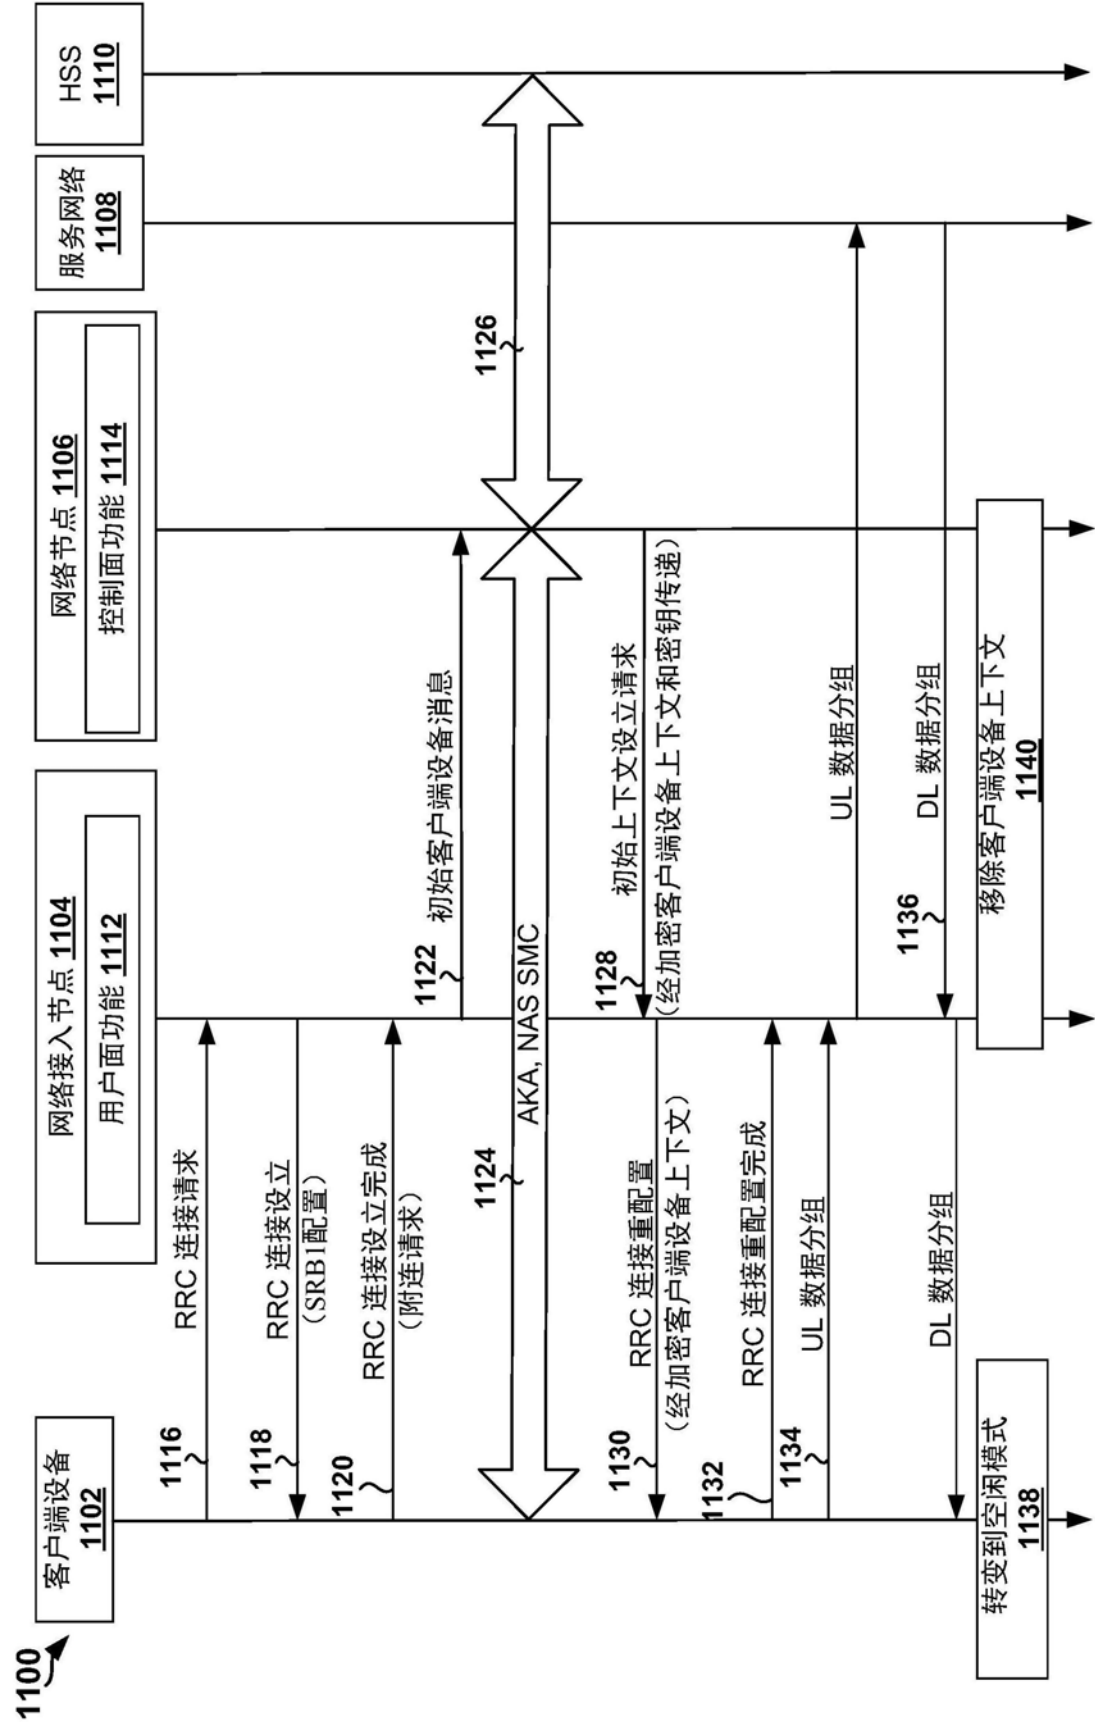 1100
客户端设备
1102
网络接入节点 1104
用户面功能 1112
网络节点 1106
控制面功能 1114
服务网络
1108
HSS
1110
1116
RRC 连接请求
1118
RRC 连接设立
（SRB1配置）
1120
RRC 连接设立完成
（附连请求）
1122
初始客户端设备消息
1124
AKA, NAS SMC
1126
1128
初始上下文设立请求
（经加密客户端设备上下文和密钥传递）
1130
RRC 连接重配置
（经加密客户端设备上下文）
1132
RRC 连接重配置完成
1134
UL 数据分组
UL 数据分组
1136
DL 数据分组
DL 数据分组
转变到空闲模式
1138
移除客户端设备上下文
1140